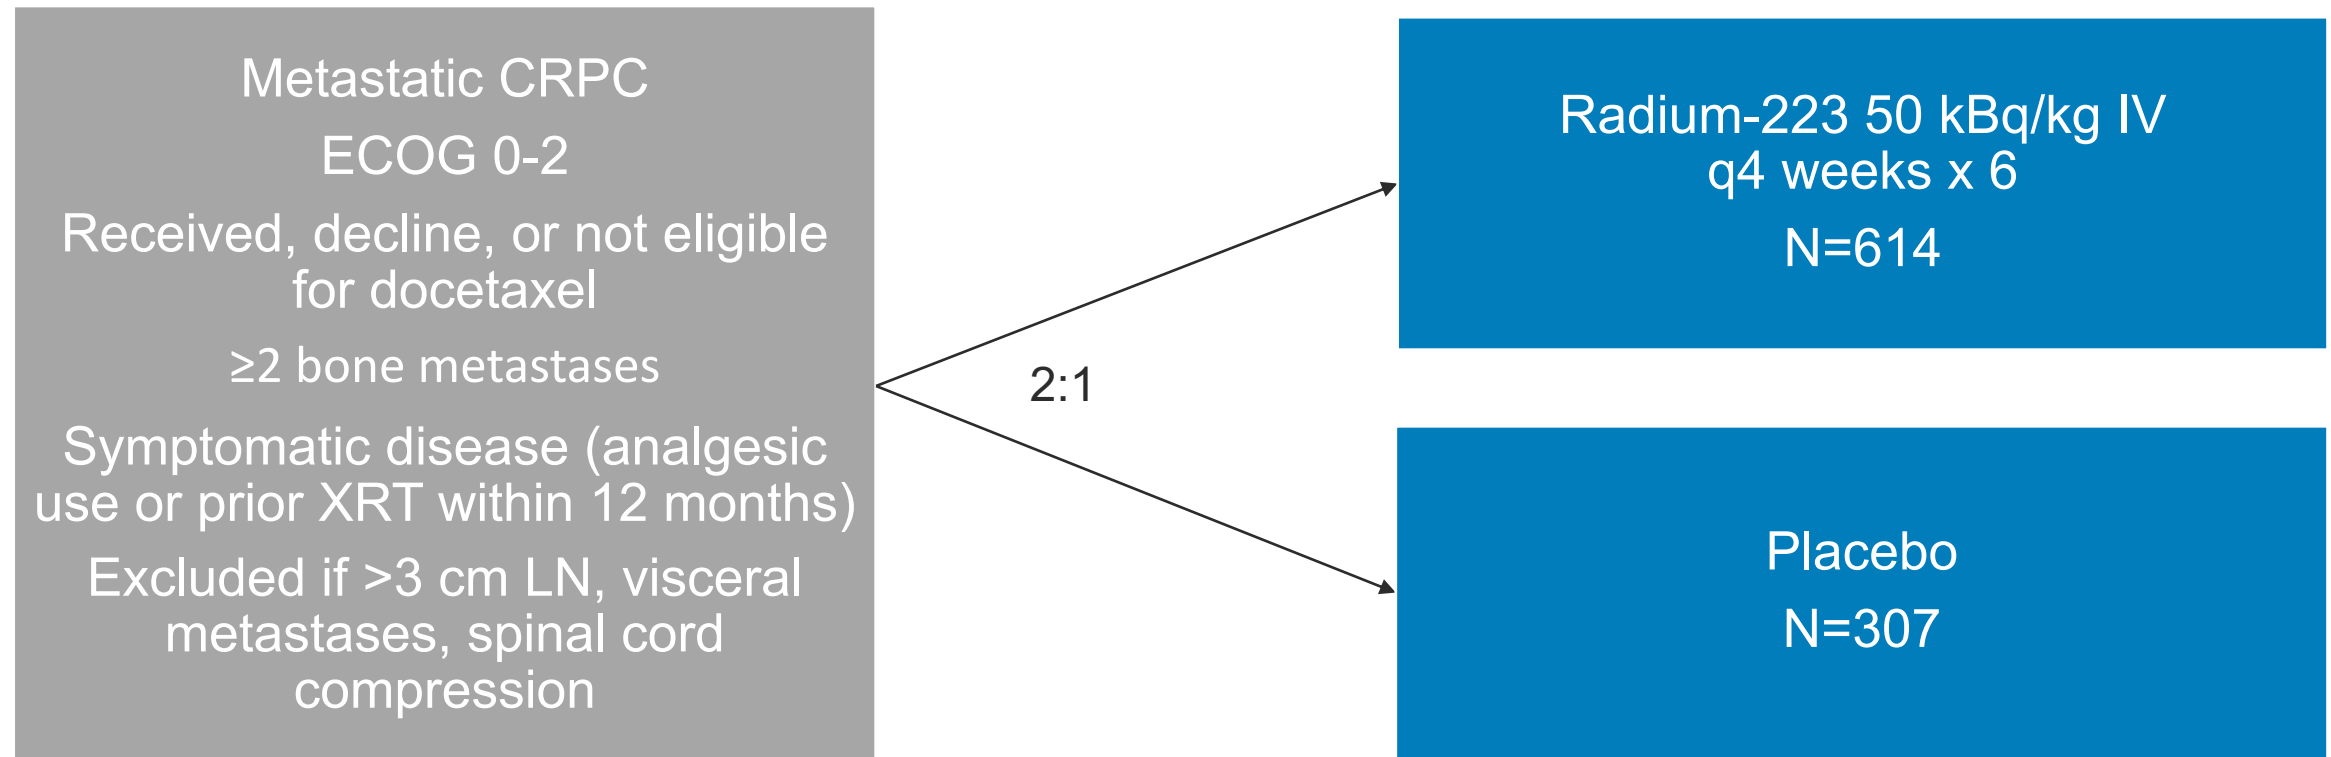 Metastatic CRPC
ECOG 0-2
Received, decline, or not eligible
for docetaxel
≥2 bone metastases
Symptomatic disease (analgesic
use or prior XRT within 12 months)
Excluded if >3 cm LN, visceral
metastases, spinal cord
compression
2:1
Radium-223 50 kBq/kg IV
q4 weeks x 6
N=614
Placebo
N=307